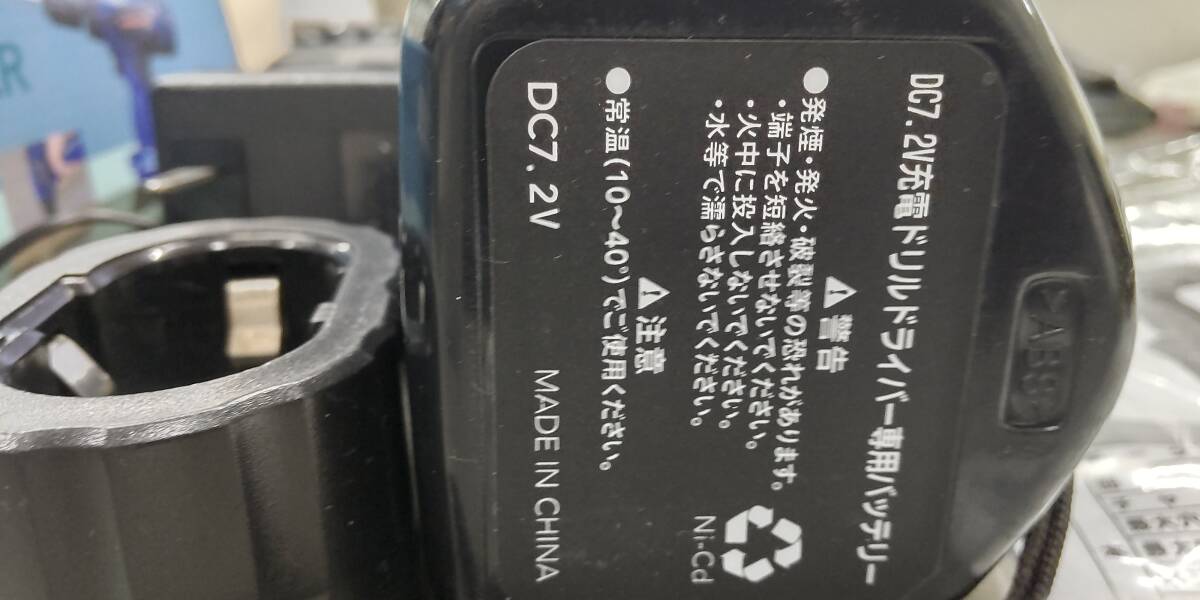 DC7.2V充電ドリルドライバー専用バッテリー
⚠警告
●発煙・発火・破裂等の恐れがあります。
・端子を短絡させないでください。
・火中に投入しないでください。
・水等で濡らさないでください。
Ni-Cd
⚠注意
●常温(10〜40°)でご使用ください。
DC7.2V MADE IN CHINA
>ABS<
ER